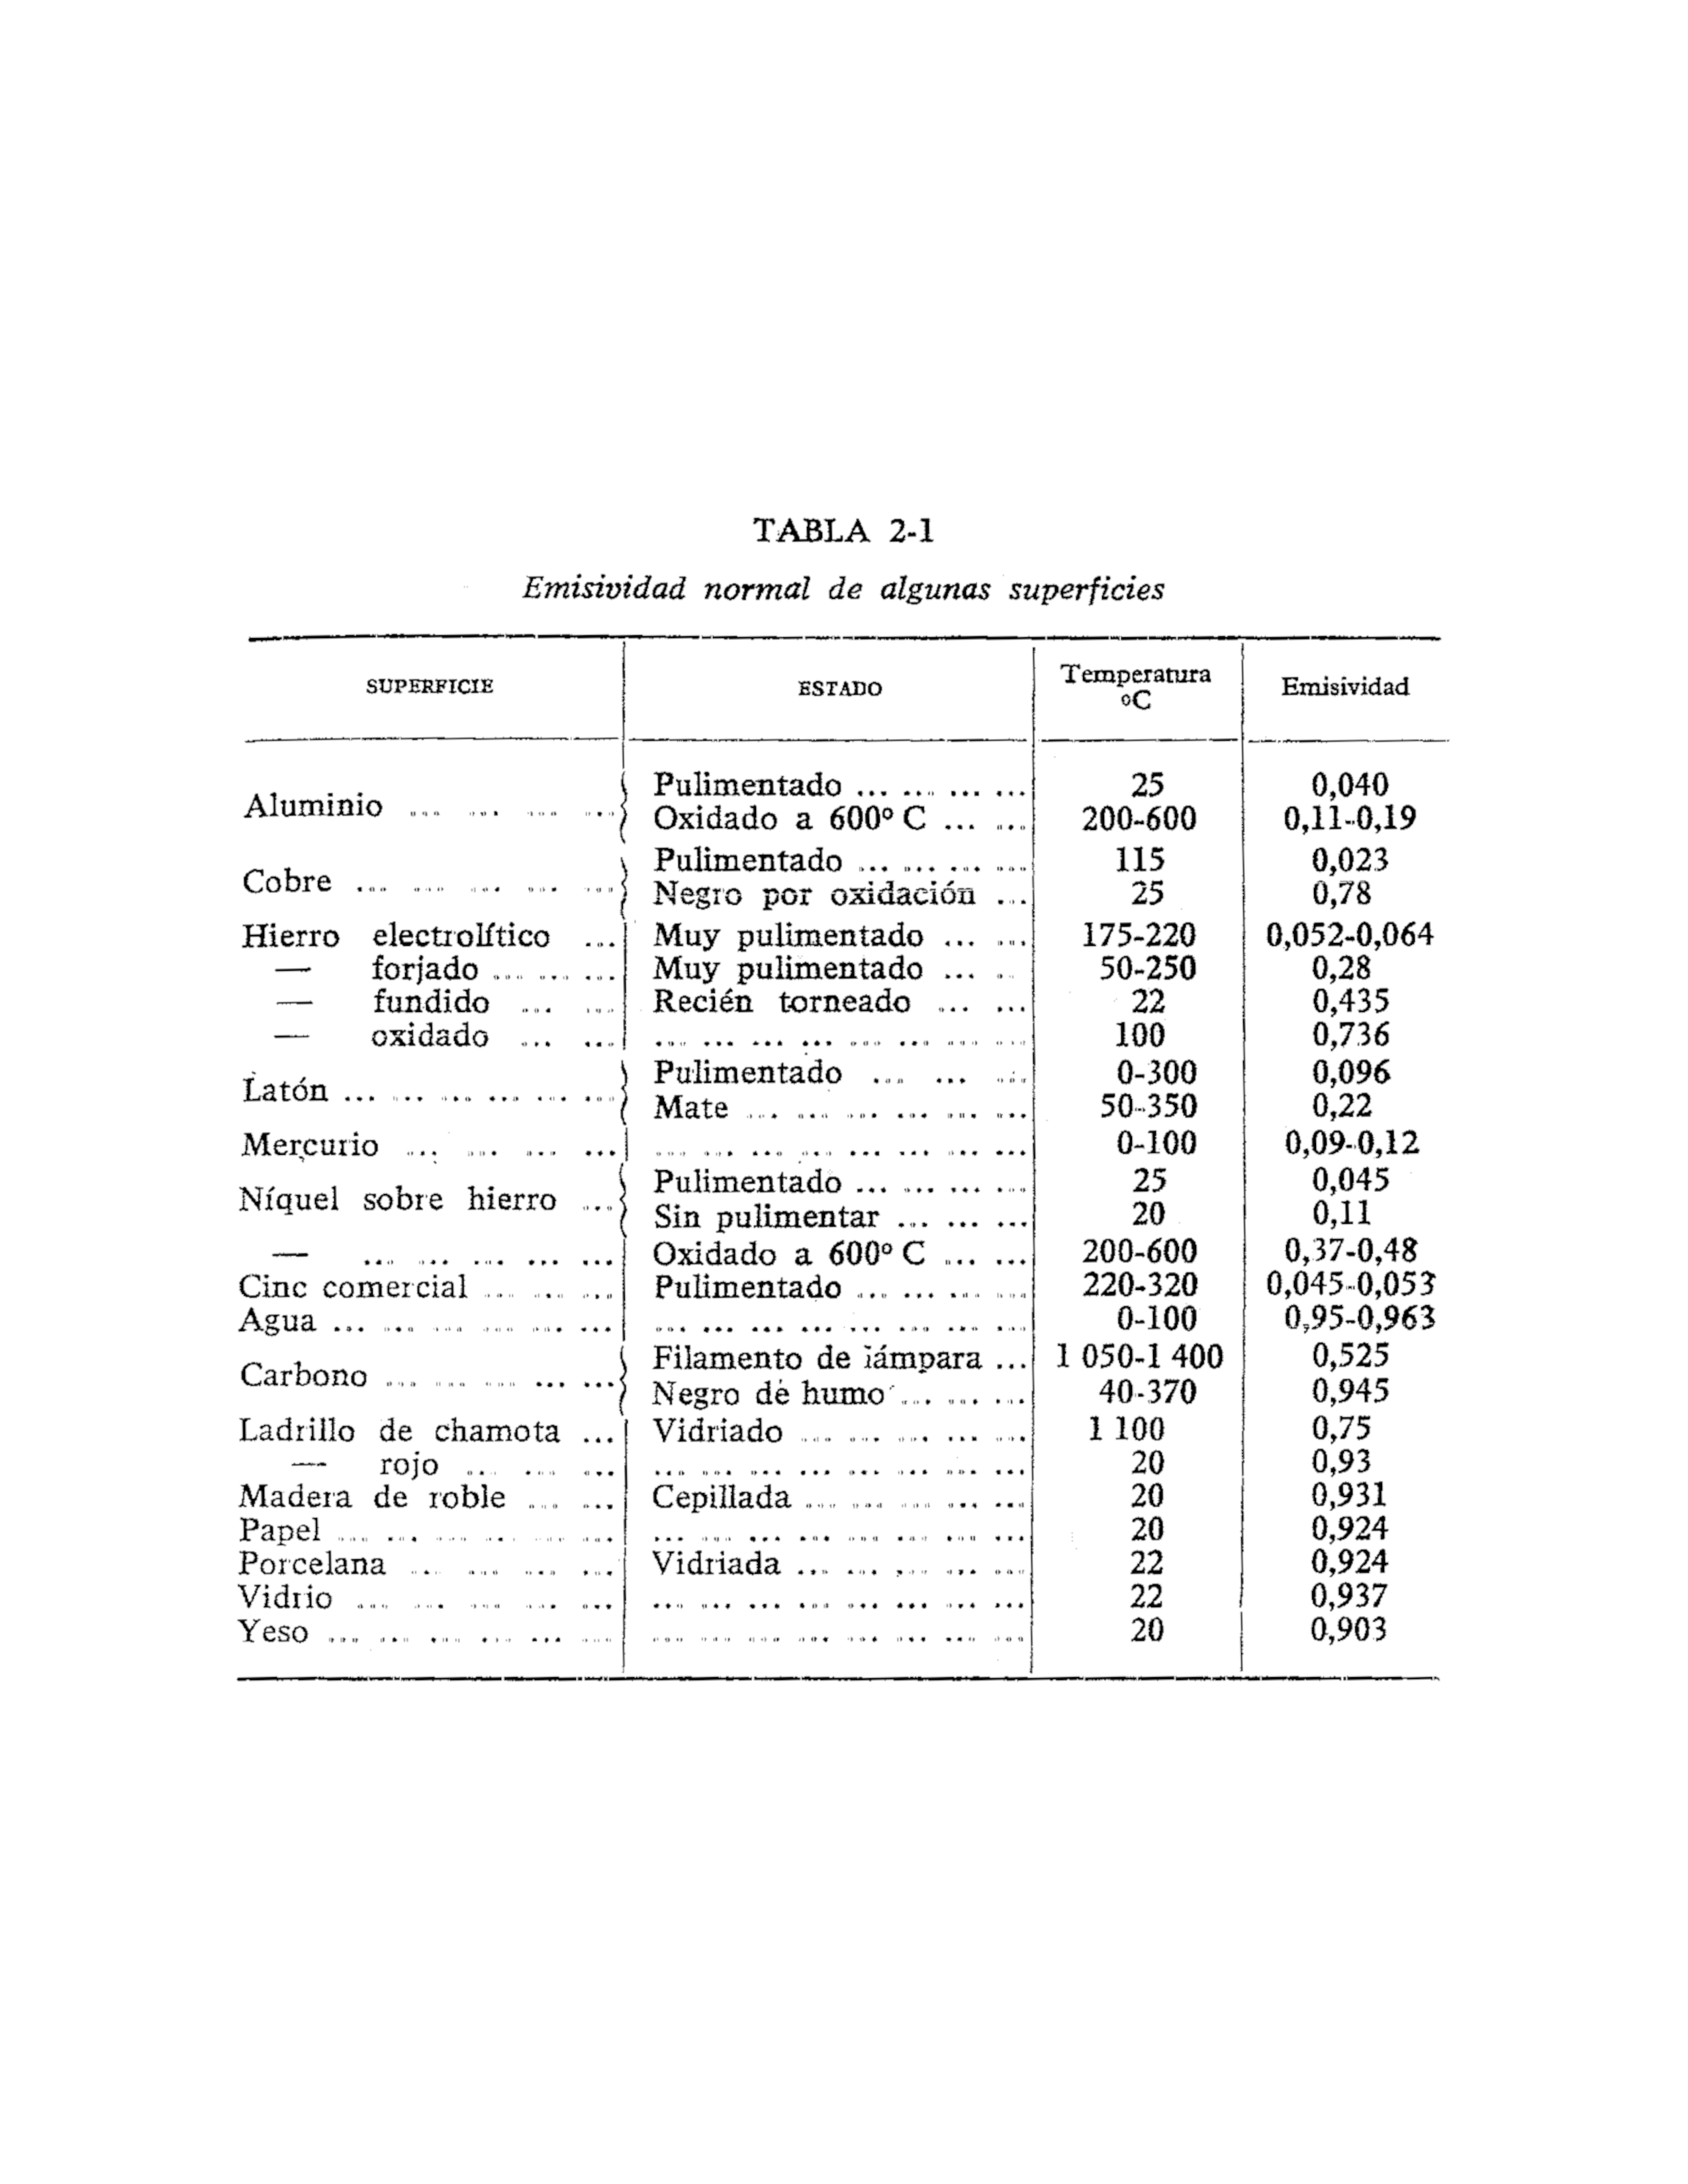 TABLA 2-1
Emisividad normal de algunas superficies
SUPERFICIE ESTADO Temperatura °C Emisividad
Aluminio ... ... ... ... Pulimentado ... ... ... ... 25 0,040
Oxidado a 600° C ... ... 200-600 0,11-0,19
Cobre ... ... ... ... ... ... Pulimentado ... ... ... ... 115 0,023
Negro por oxidación ... 25 0,78
Hierro electrolítico ... Muy pulimentado ... ... 175-220 0,052-0,064
— forjado ... ... ... Muy pulimentado ... ... 50-250 0,28
— fundido ... ... Recién torneado ... ... 22 0,435
— oxidado ... ... ... ... ... ... ... ... ... ... 100 0,736
Latón ... ... ... ... ... ... Pulimentado ... ... ... 0-300 0,096
Mate ... ... ... ... ... ... 50-350 0,22
Mercurio ... ... ... ... ... ... ... ... ... ... ... ... 0-100 0,09-0,12
Níquel sobre hierro ... Pulimentado ... ... ... ... 25 0,045
Sin pulimentar ... ... ... 20 0,11
— ... ... ... ... ... ... Oxidado a 600° C ... ... 200-600 0,37-0,48
Cinc comercial ... ... ... Pulimentado ... ... ... ... 220-320 0,045-0,053
Agua ... ... ... ... ... ... ... ... ... ... ... ... ... ... 0-100 0,95-0,963
Carbono ... ... ... ... ... Filamento de lámpara ... 1 050-1 400 0,525
Negro de humo ... ... ... 40-370 0,945
Ladrillo de chamota ... Vidriado ... ... ... ... ... 1 100 0,75
— rojo ... ... ... ... ... ... ... ... ... ... ... 20 0,93
Madera de roble ... ... Cepillada ... ... ... ... ... 20 0,931
Papel ... ... ... ... ... ... ... ... ... ... ... ... ... ... 20 0,924
Porcelana ... ... ... ... Vidriada ... ... ... ... ... 22 0,924
Vidrio ... ... ... ... ... ... ... ... ... ... ... ... ... ... 22 0,937
Yeso ... ... ... ... ... ... ... ... ... ... ... ... ... ... 20 0,903